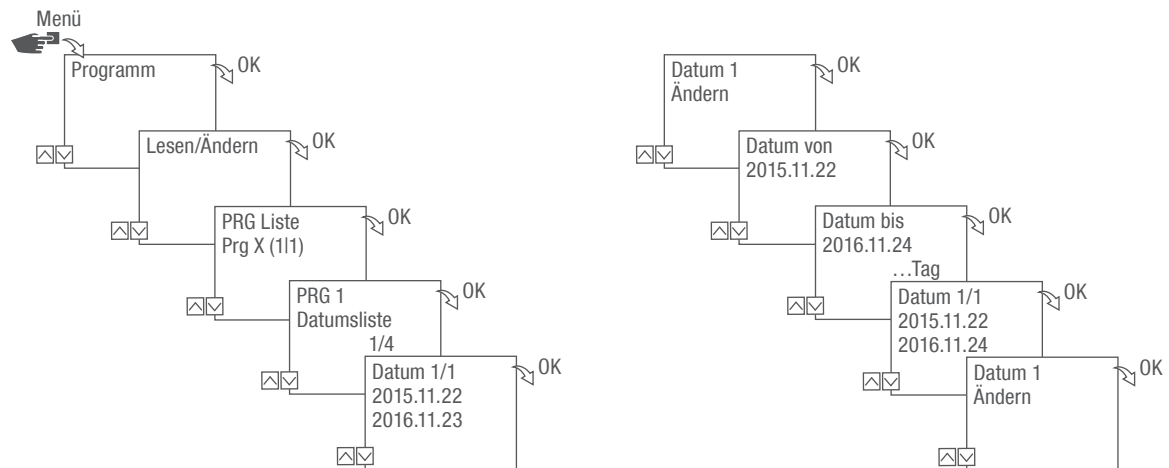 Menü
Programm
OK
Lesen/Ändern
OK
PRG Liste
Prg X (1|1)
OK
PRG 1
Datumsliste
OK
1/4
Datum 1/1
2015.11.22
2016.11.23
OK
Datum 1
Ändern
OK
Datum von
2015.11.22
OK
Datum bis
2016.11.24
OK
...Tag
Datum 1/1
2015.11.22
2016.11.24
OK
Datum 1
Ändern
OK